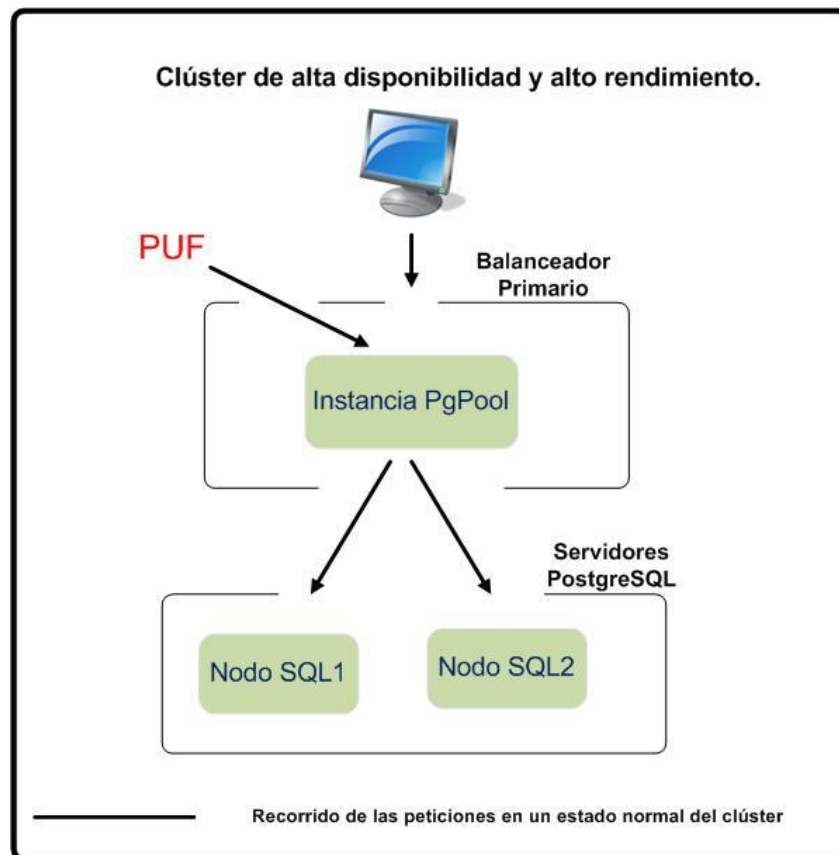 Clúster de alta disponibilidad y alto rendimiento.
PUF
Balanceador
Primario
Instancia PgPool
Servidores
PostgreSQL
Nodo SQL1
Nodo SQL2
Recorrido de las peticiones en un estado normal del clúster